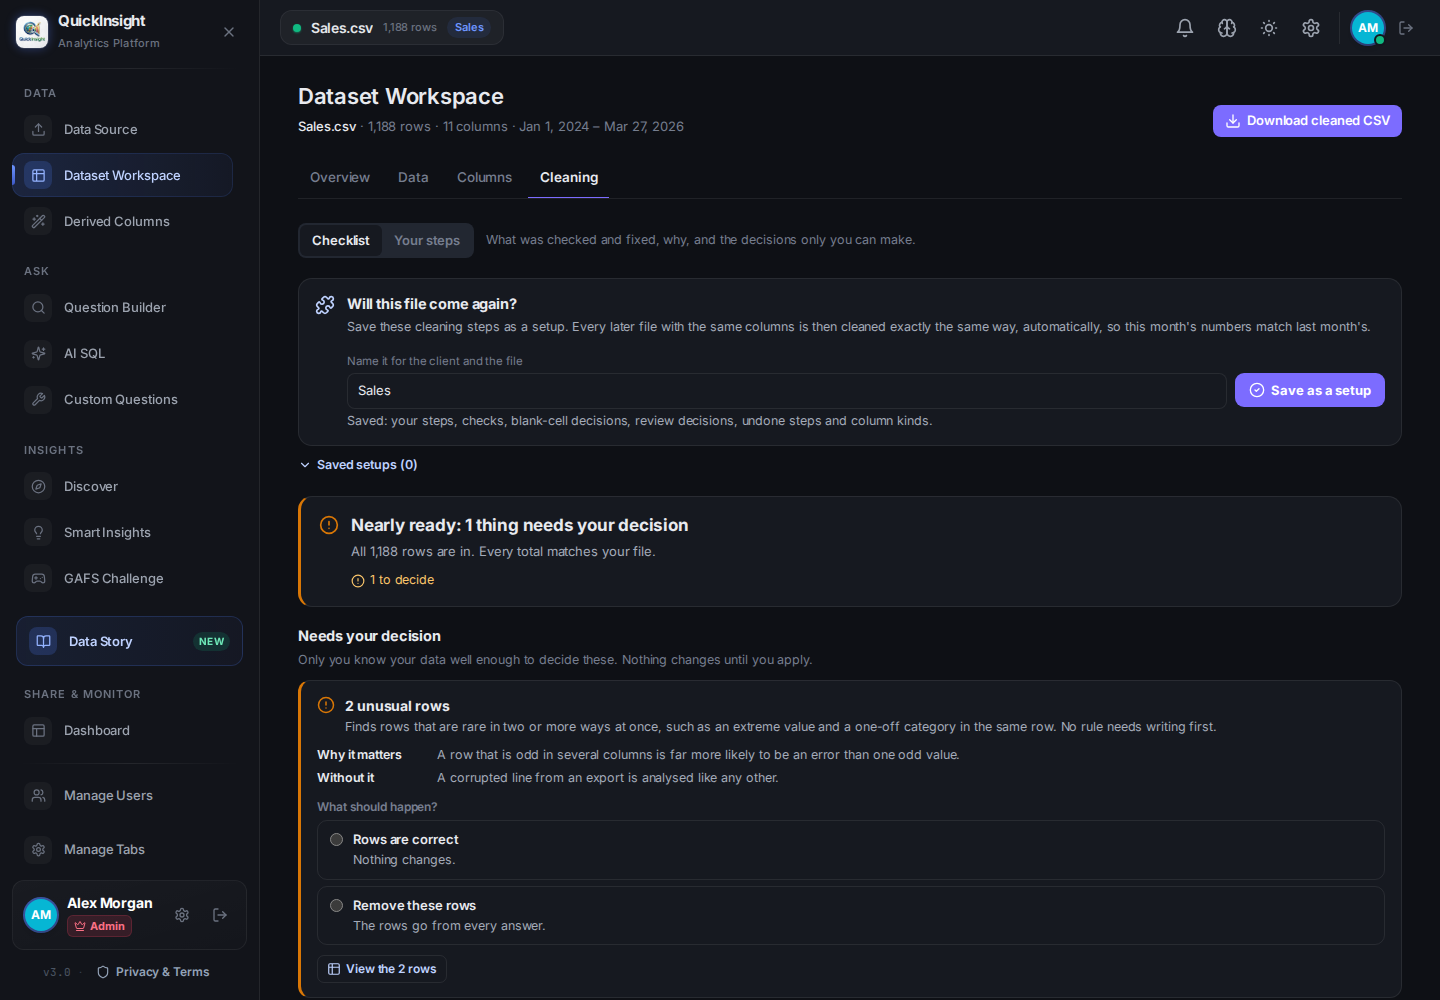 QuickInsight
Analytics Platform
DATA
Data Source
Dataset Workspace
Derived Columns
ASK
Question Builder
AI SQL
Custom Questions
INSIGHTS
Discover
Smart Insights
GAFS Challenge
Data Story NEW
SHARE & MONITOR
Dashboard
Manage Users
Manage Tabs
AM Alex Morgan
Admin
v3.0 · Privacy & Terms
Sales.csv 1,188 rows Sales
AM
Dataset Workspace
Sales.csv · 1,188 rows · 11 columns · Jan 1, 2024 – Mar 27, 2026
Download cleaned CSV
Overview Data Columns Cleaning
Checklist Your steps What was checked and fixed, why, and the decisions only you can make.
Will this file come again?
Save these cleaning steps as a setup. Every later file with the same columns is then cleaned exactly the same way, automatically, so this month's numbers match last month's.
Name it for the client and the file
Sales
Save as a setup
Saved: your steps, checks, blank-cell decisions, review decisions, undone steps and column kinds.
Saved setups (0)
Nearly ready: 1 thing needs your decision
All 1,188 rows are in. Every total matches your file.
1 to decide
Needs your decision
Only you know your data well enough to decide these. Nothing changes until you apply.
2 unusual rows
Finds rows that are rare in two or more ways at once, such as an extreme value and a one-off category in the same row. No rule needs writing first.
Why it matters A row that is odd in several columns is far more likely to be an error than one odd value.
Without it A corrupted line from an export is analysed like any other.
What should happen?
Rows are correct
Nothing changes.
Remove these rows
The rows go from every answer.
View the 2 rows